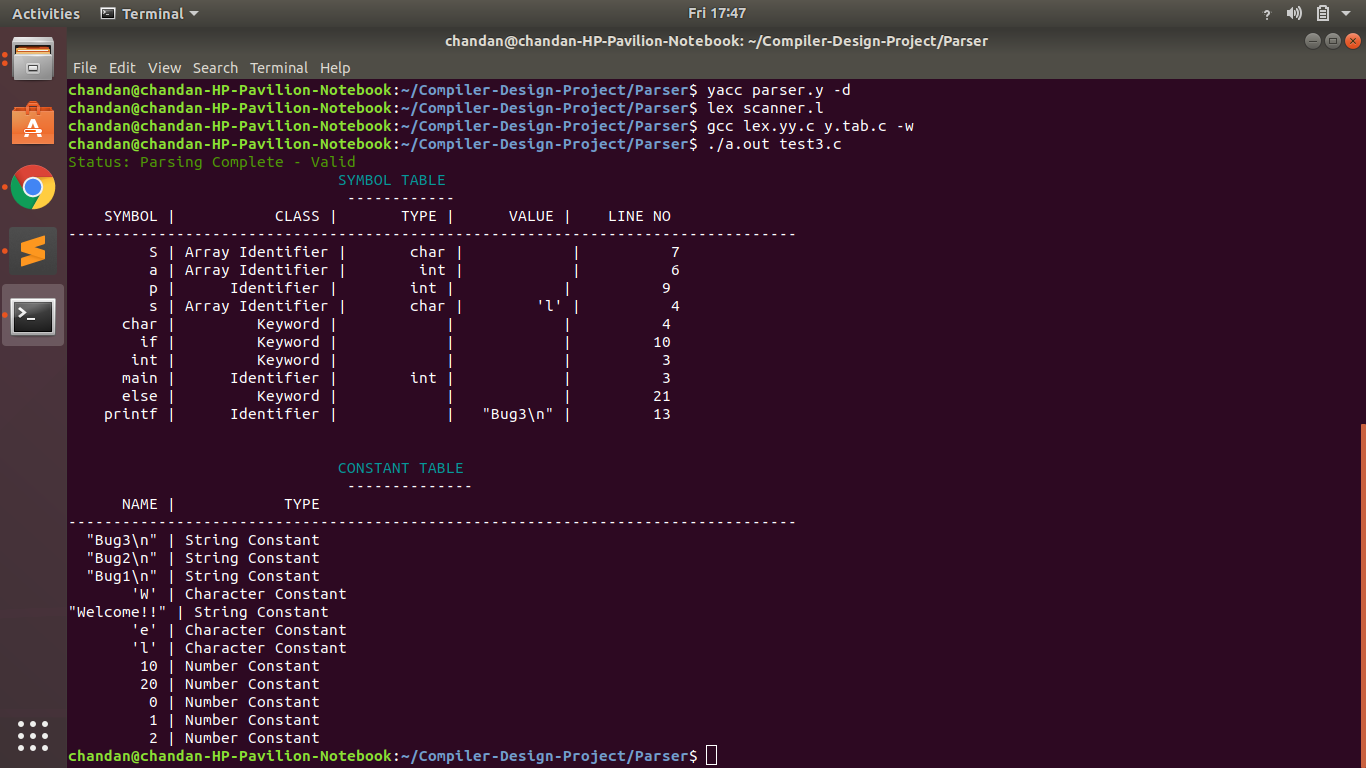 Activities Terminal Fri 17:47 ?
chandan@chandan-HP-Pavilion-Notebook: ~/Compiler-Design-Project/Parser
File Edit View Search Terminal Help
chandan@chandan-HP-Pavilion-Notebook:~/Compiler-Design-Project/Parser$ yacc parser.y -d
chandan@chandan-HP-Pavilion-Notebook:~/Compiler-Design-Project/Parser$ lex scanner.l
chandan@chandan-HP-Pavilion-Notebook:~/Compiler-Design-Project/Parser$ gcc lex.yy.c y.tab.c -w
chandan@chandan-HP-Pavilion-Notebook:~/Compiler-Design-Project/Parser$ ./a.out test3.c
Status: Parsing Complete - Valid
                              SYMBOL TABLE
                               ------------
    SYMBOL |           CLASS |       TYPE |      VALUE |    LINE NO
---------------------------------------------------------------------------------
         S | Array Identifier |       char |            |          7
         a | Array Identifier |        int |            |          6
         p |      Identifier |        int |            |          9
         s | Array Identifier |       char |        'l' |          4
      char |         Keyword |            |            |          4
        if |         Keyword |            |            |         10
       int |         Keyword |            |            |          3
      main |      Identifier |        int |            |          3
      else |         Keyword |            |            |         21
    printf |      Identifier |            |   "Bug3\n" |         13
                              CONSTANT TABLE
                               --------------
      NAME |            TYPE
---------------------------------------------------------------------------------
  "Bug3\n" | String Constant
  "Bug2\n" | String Constant
  "Bug1\n" | String Constant
       'W' | Character Constant
"Welcome!!" | String Constant
       'e' | Character Constant
       'l' | Character Constant
        10 | Number Constant
        20 | Number Constant
         0 | Number Constant
         1 | Number Constant
         2 | Number Constant
chandan@chandan-HP-Pavilion-Notebook:~/Compiler-Design-Project/Parser$